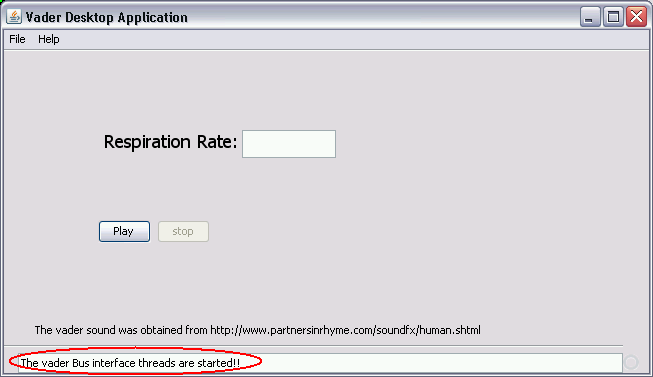 Vader Desktop Application
File Help
Respiration Rate:
Play stop
The vader sound was obtained from http://www.partnersinrhyme.com/soundfx/human.shtml
The vader Bus interface threads are started!!